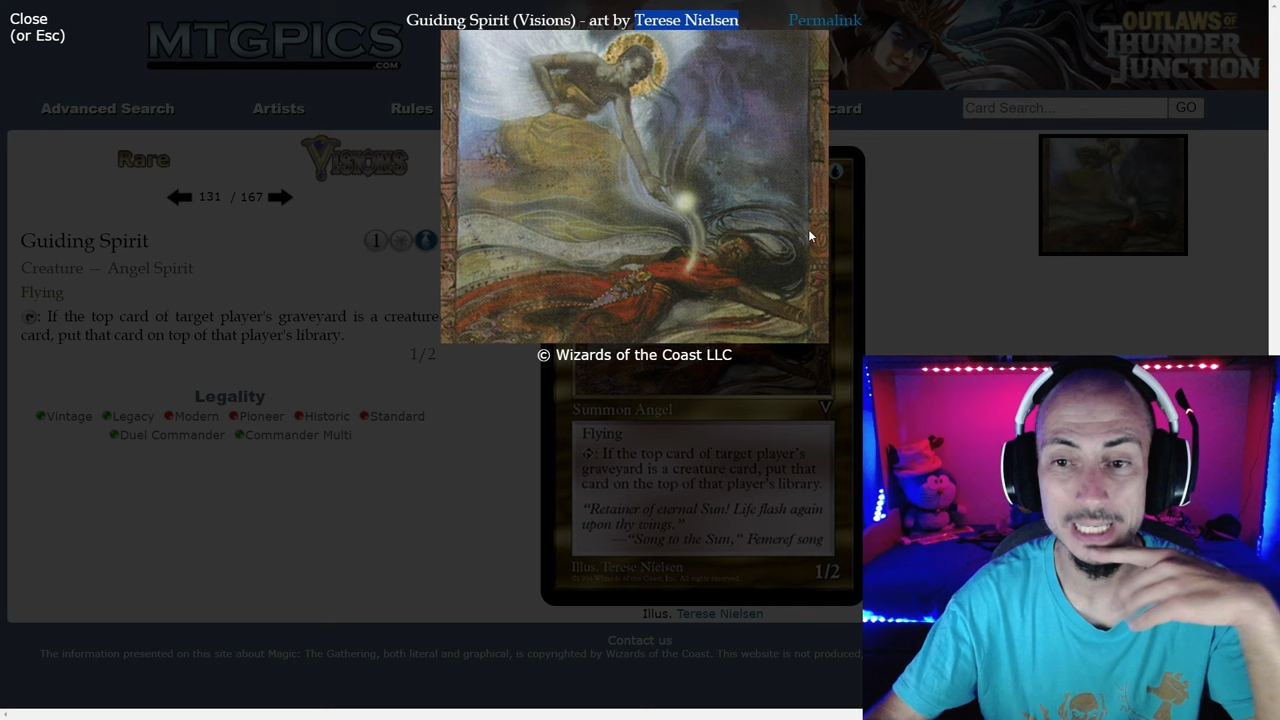 Close
(or Esc)
Guiding Spirit (Visions) - art by Terese Nielsen
Permalink
MTGPICS
.COM
OUTLAWS OF
THUNDER
JUNCTION
Advanced Search
Artists
Rules
card
Card Search...
GO
Rare
VISIONS
131 / 167
Guiding Spirit
1
Creature — Angel Spirit
Flying
: If the top card of target player's graveyard is a creature
card, put that card on top of that player's library.
1/2
Legality
Vintage Legacy Modern Pioneer Historic Standard
Duel Commander Commander Multi
© Wizards of the Coast LLC
Summon Angel
Flying
: If the top card of target player's
graveyard is a creature card, put that
card on the top of that player's library.
"Retainer of eternal Sun! Life flash again
upon thy wings."
—"Song to the Sun," Femeref song
Illus. Terese Nielsen
1/2
Illus. Terese Nielsen
Contact us
The information presented on this site about Magic: The Gathering, both literal and graphical, is copyrighted by Wizards of the Coast. This website is not produced,